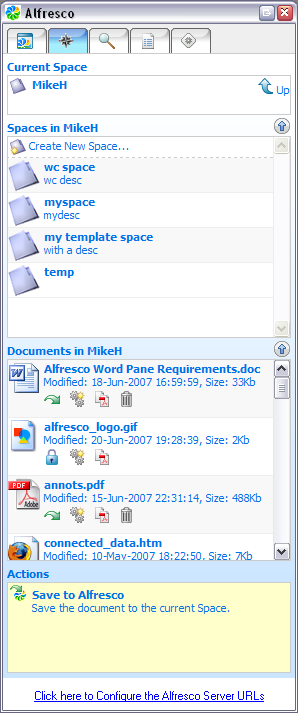 Alfresco
Current Space
MikeH
Up
Spaces in MikeH
Create New Space...
wc space
wc desc
myspace
mydesc
my template space
with a desc
temp
Documents in MikeH
Alfresco Word Pane Requirements.doc
Modified: 18-Jun-2007 16:59:59, Size: 33Kb
alfresco_logo.gif
Modified: 20-Jun-2007 19:28:39, Size: 2Kb
PDF
Adobe
annots.pdf
Modified: 15-Jun-2007 22:31:14, Size: 488Kb
connected_data.htm
Modified: 10-May-2007 18:22:50, Size: 7Kb
Actions
Save to Alfresco
Save the document to the current Space.
Click here to Configure the Alfresco Server URLs